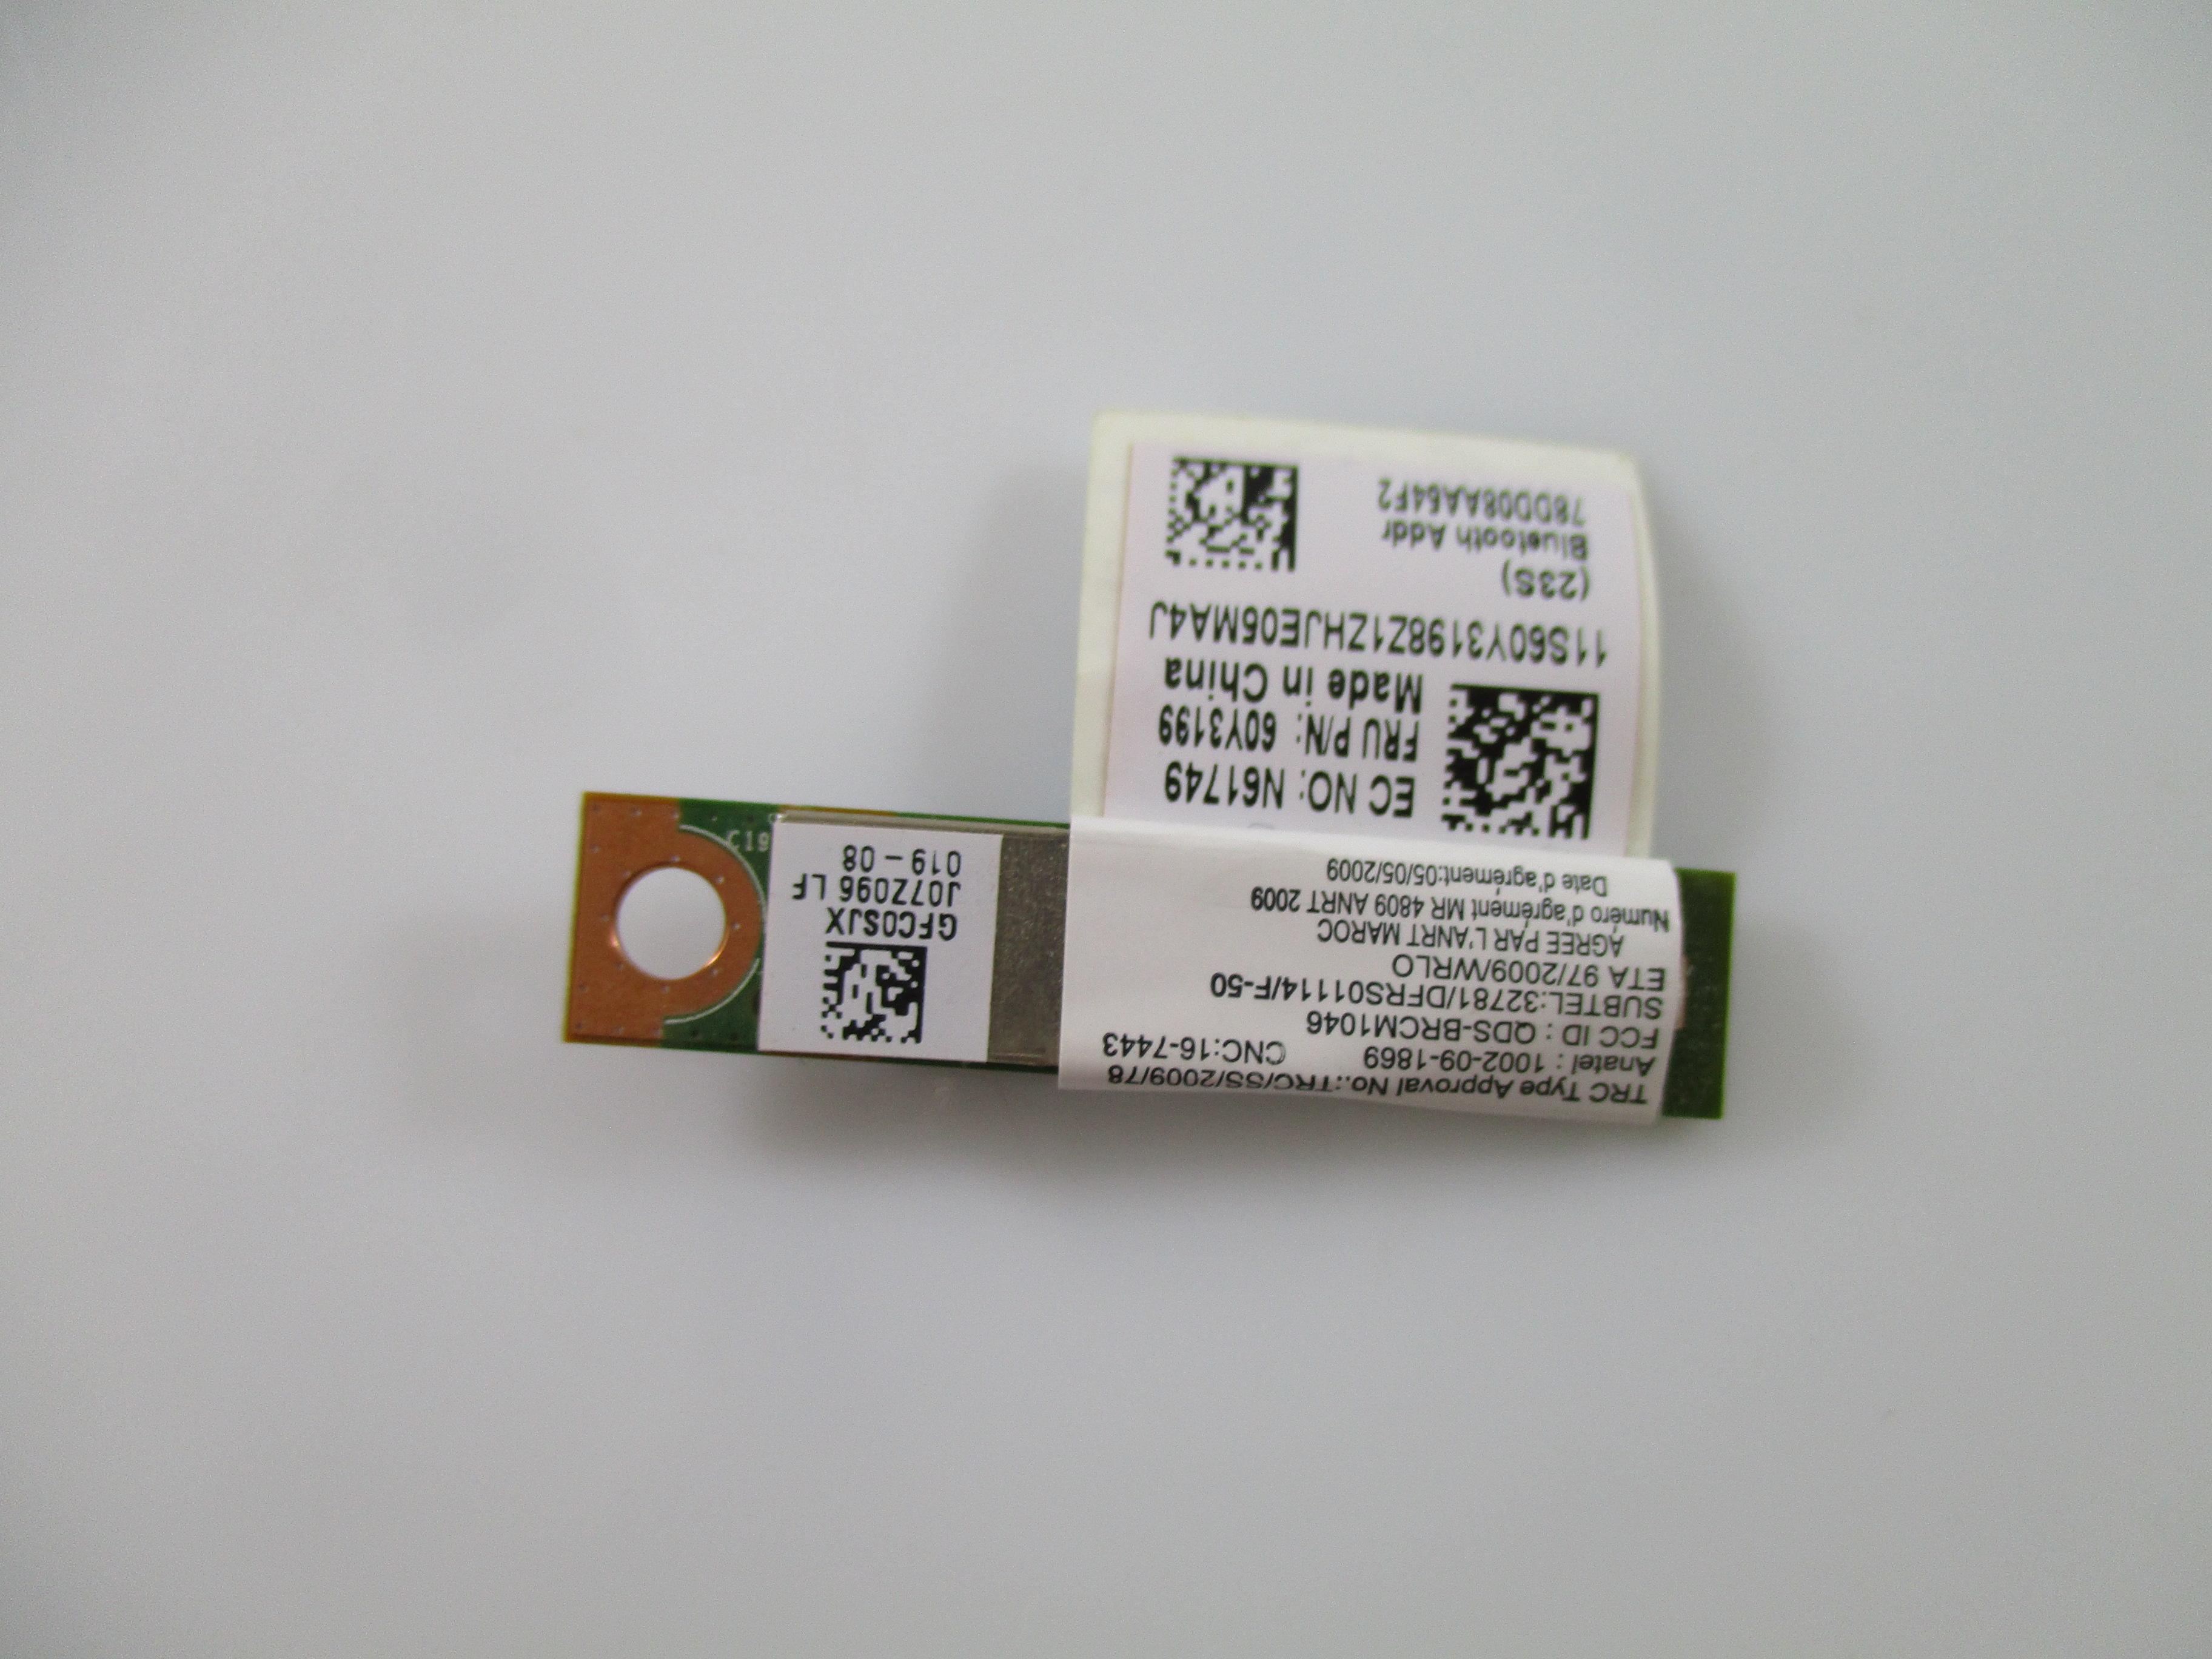 TRC Type Approval No.:TRC/SS/2009/78
Anatel : 1002-09-1869 CNC:16-7443
FCC ID : QDS-BRCM1046
SUBTEL:32781/DFRS01114/F-50
ETA 97/2009/WRLO
AGREE PAR L'ANRT MAROC
Numéro d'agrément MR 4809 ANRT 2009
Date d'agrément:05/05/2009
EC NO: N61749
FRU P/N: 60Y3199
Made in China
11S60Y3198Z1ZHJE06MA4J
(23S)
Bluetooth Addr
78DD08AA64F2
GFC0SJX
J07Z096 LF
019-08
C19